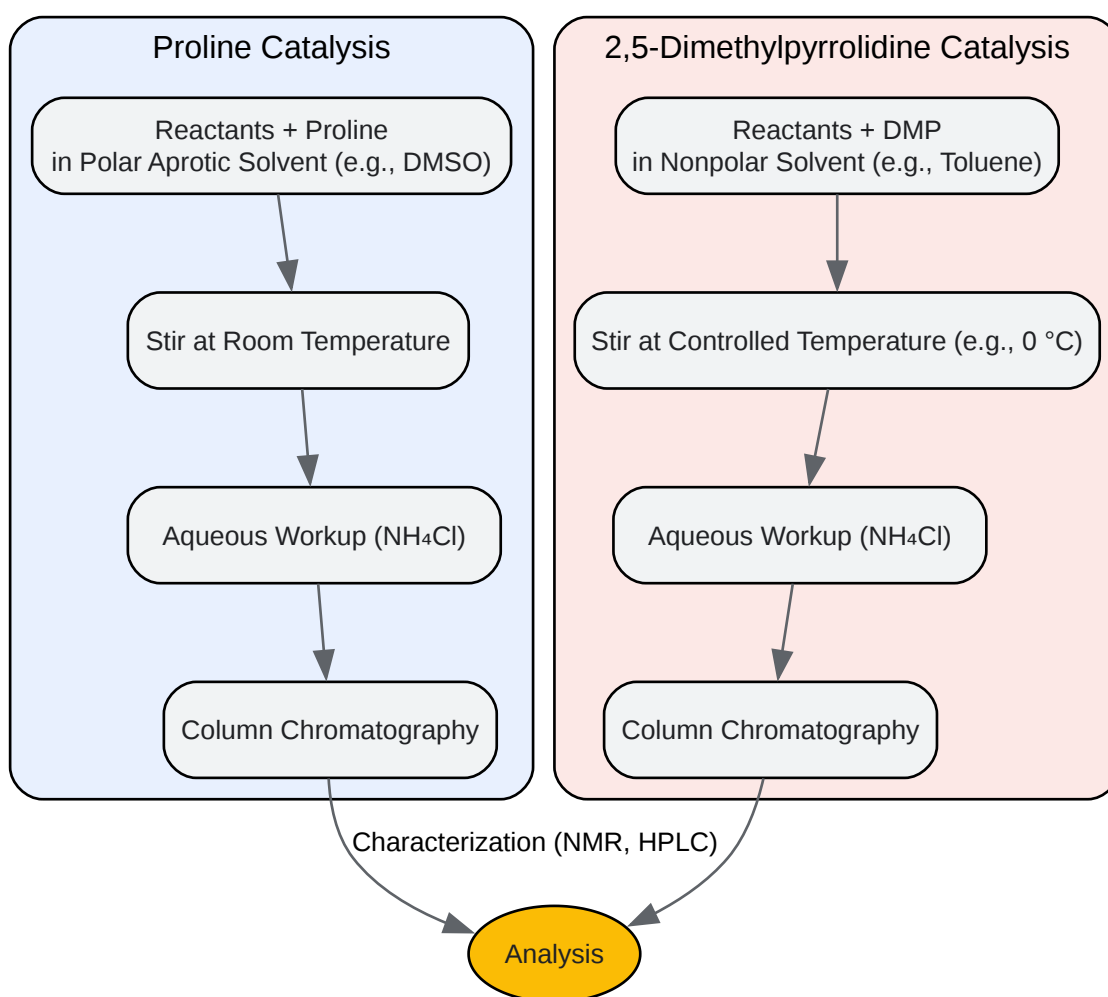 Proline Catalysis
Reactants + Proline
in Polar Aprotic Solvent (e.g., DMSO)
Stir at Room Temperature
Aqueous Workup (NH₄Cl)
Column Chromatography
2,5-Dimethylpyrrolidine Catalysis
Reactants + DMP
in Nonpolar Solvent (e.g., Toluene)
Stir at Controlled Temperature (e.g., 0 °C)
Aqueous Workup (NH₄Cl)
Column Chromatography
Characterization (NMR, HPLC)
Analysis